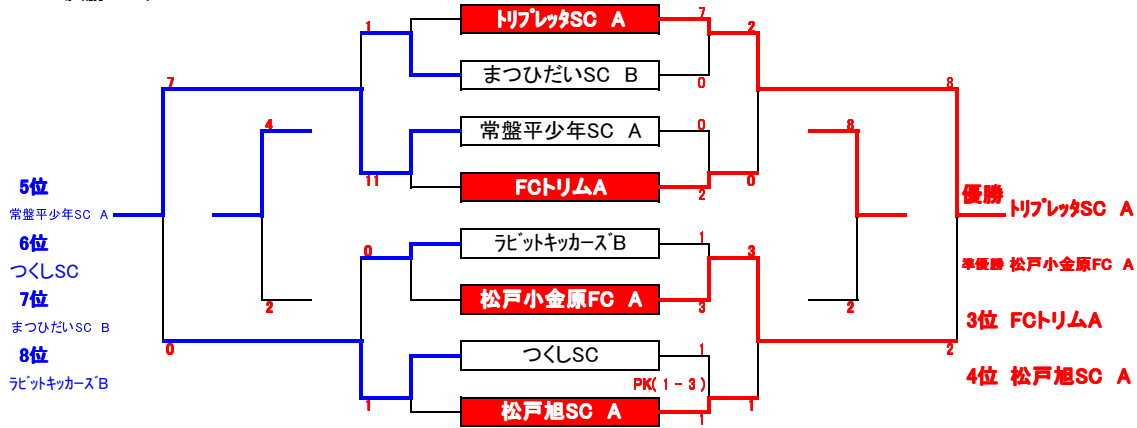 トリプレッタSC A
まつひだいSC B
常盤平少年SC A
FCトリムA
ラビットキッカーズB
松戸小金原FC A
つくしSC
松戸旭SC A
1
7
11
4
0
2
0
1
7
0
0
2
1
3
1
PK( 1 - 3 )
1
2
0
3
1
8
2
8
2
5位
常盤平少年SC A
6位
つくしSC
7位
まつひだいSC B
8位
ラビットキッカーズB
優勝 トリプレッタSC A
準優勝 松戸小金原FC A
3位 FCトリムA
4位 松戸旭SC A